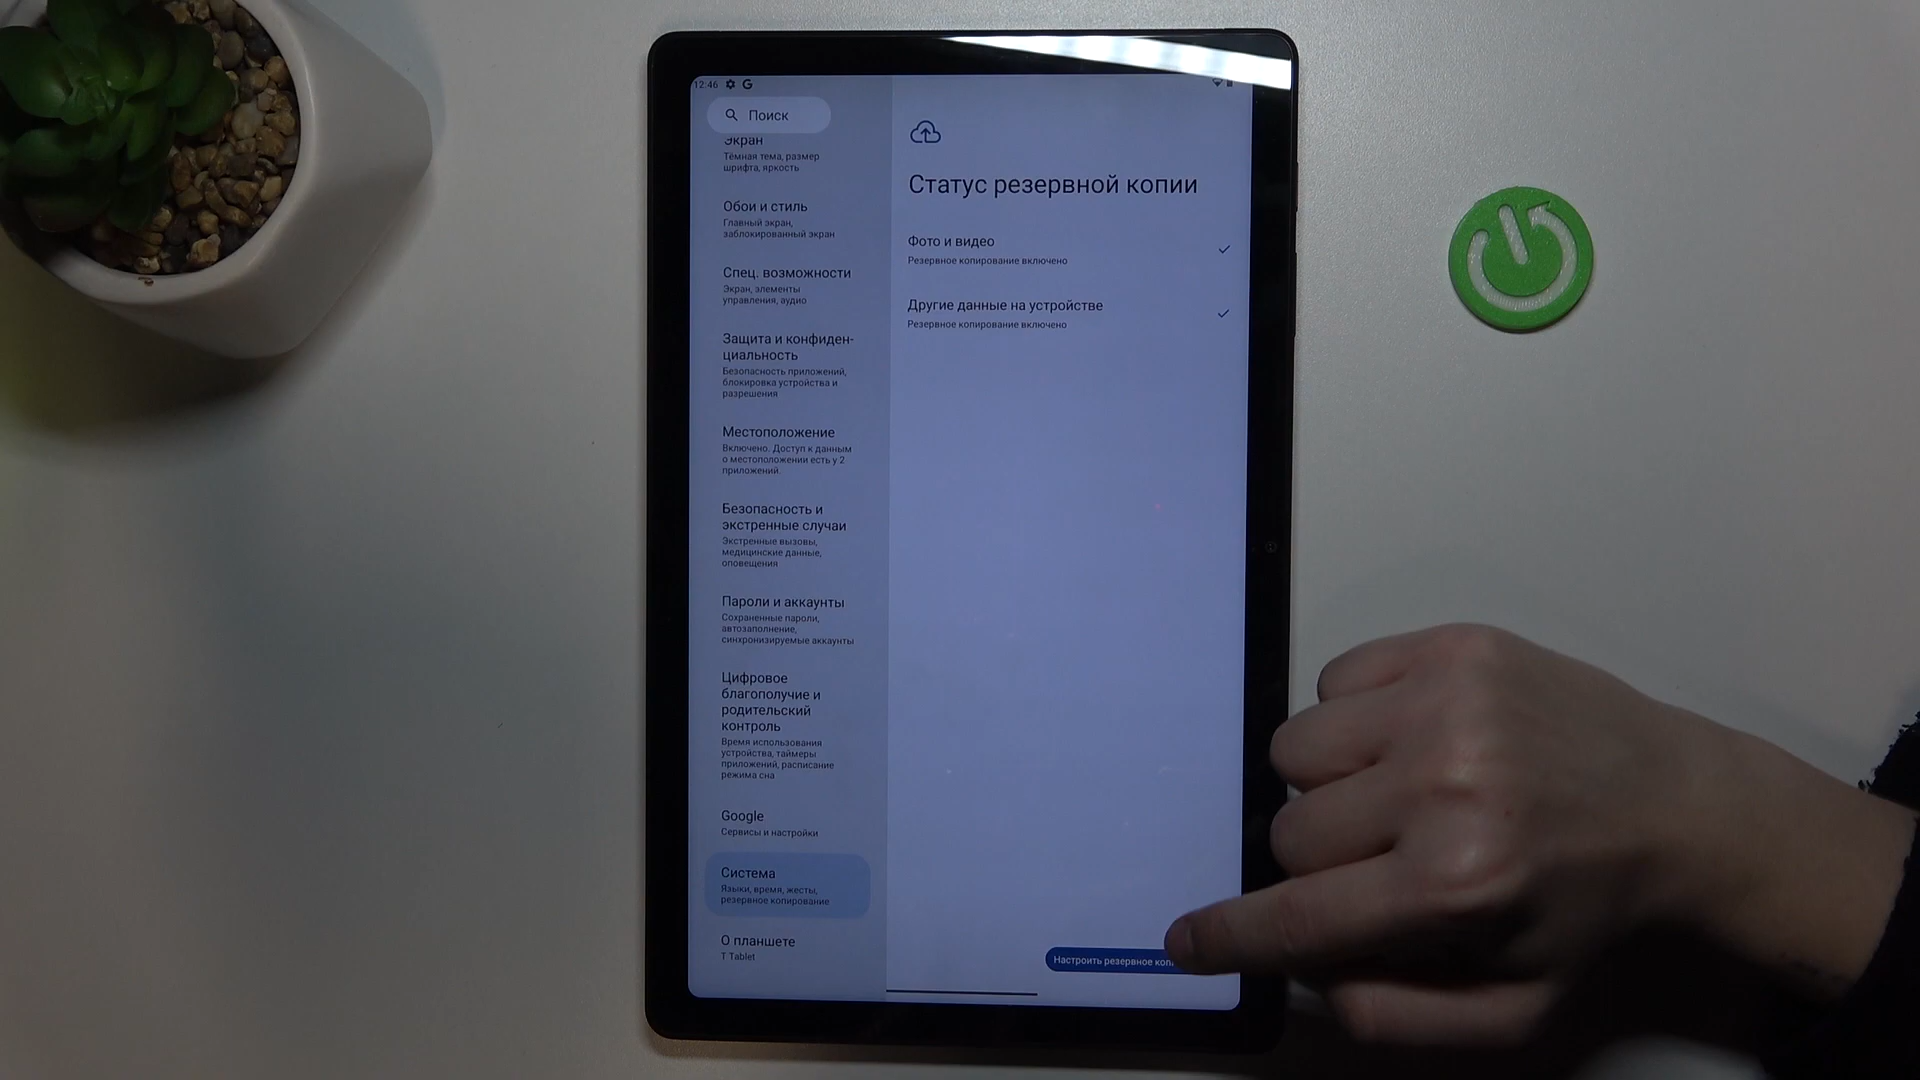 12:46
Поиск
Экран
Тёмная тема, размер
шрифта, яркость
Обои и стиль
Главный экран,
заблокированный экран
Спец. возможности
Экран, элементы
управления, аудио
Защита и конфиден-
циальность
Безопасность приложений,
блокировка устройства и
разрешения
Местоположение
Включено. Доступ к данным
о местоположении есть у 2
приложений.
Безопасность и
экстренные случаи
Экстренные вызовы,
медицинские данные,
оповещения
Пароли и аккаунты
Сохраненные пароли,
автозаполнение,
синхронизируемые аккаунты
Цифровое
благополучие и
родительский
контроль
Время использования
устройства, таймеры
приложений, расписание
режима сна
Google
Сервисы и настройки
Система
Языки, время, жесты,
резервное копирование
О планшете
T Tablet
Статус резервной копии
Фото и видео
Резервное копирование включено
Другие данные на устройстве
Резервное копирование включено
Настроить резервное